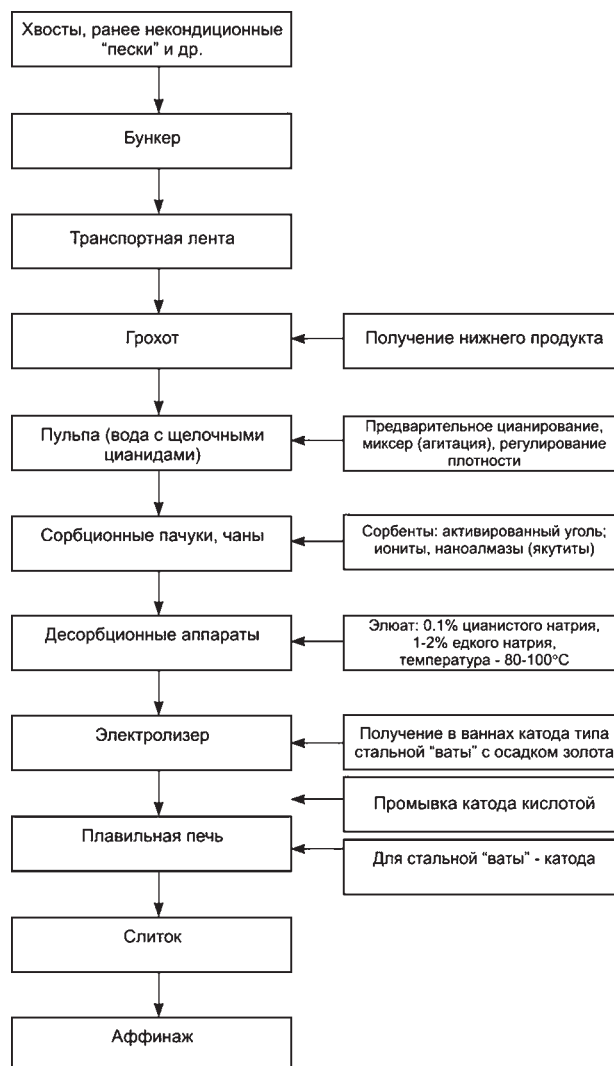 Хвосты, ранее некондиционные
“пески” и др.
Бункер
Транспортная лента
Грохот
Получение нижнего продукта
Пульпа (вода с щелочными
цианидами)
Предварительное цианирование,
миксер (агитация), регулирование
плотности
Сорбционные пачуки, чаны
Сорбенты: активированный уголь;
иониты, наноалмазы (якутиты)
Десорбционные аппараты
Элюат: 0.1% цианистого натрия,
1-2% едкого натрия,
температура - 80-100°С
Электролизер
Получение в ваннах катода типа
стальной “ваты” с осадком золота
Промывка катода кислотой
Плавильная печь
Для стальной “ваты” - катода
Слиток
Аффинаж